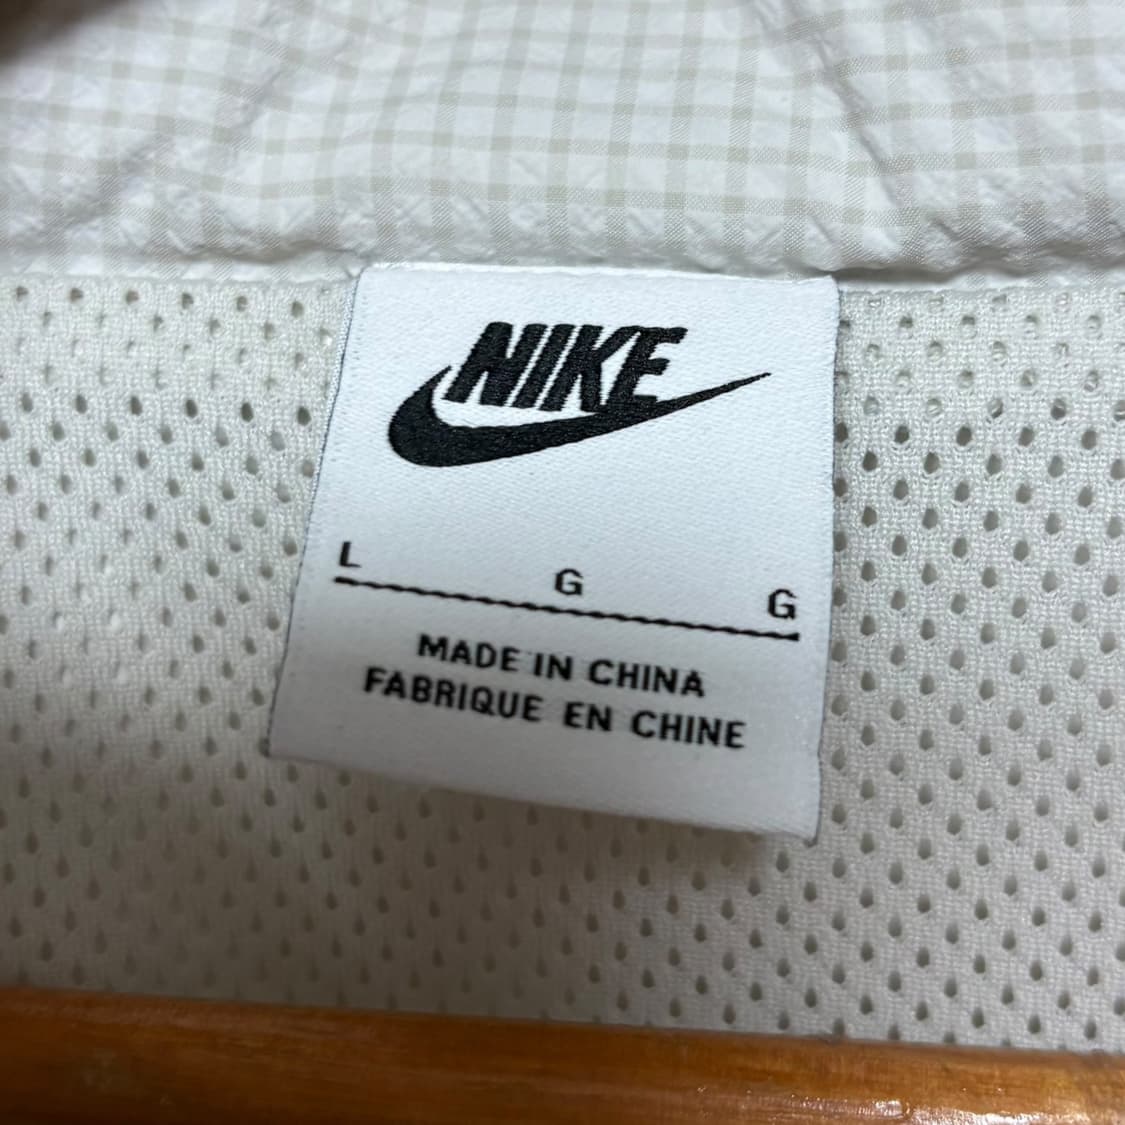 NIKE
L G G
MADE IN CHINA
FABRIQUE EN CHINE